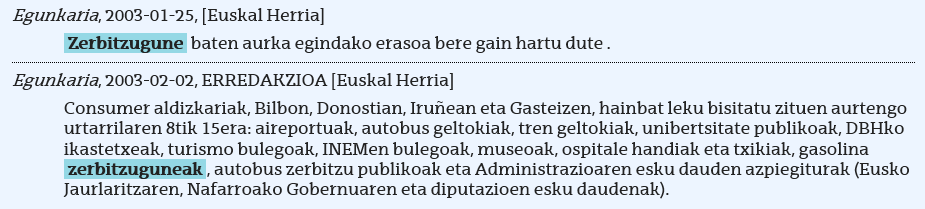 Egunkaria, 2003-01-25, [Euskal Herria]
Zerbitzugune baten aurka egindako erasoa bere gain hartu dute .
Egunkaria, 2003-02-02, ERREDAKZIOA [Euskal Herria]
Consumer aldizkariak, Bilbon, Donostian, Iruñean eta Gasteizen, hainbat leku bisitatu zituen aurtengo
urtarrilaren 8tik 15era: aireportuak, autobus geltokiak, tren geltokiak, unibertsitate publikoak, DBHko
ikastetxeak, turismo bulegoak, INEMen bulegoak, museoak, ospitale handiak eta txikiak, gasolina
zerbitzuguneak , autobus zerbitzu publikoak eta Administrazioaren esku dauden azpiegiturak (Eusko
Jaurlaritzaren, Nafarroako Gobernuaren eta diputazioen esku daudenak).